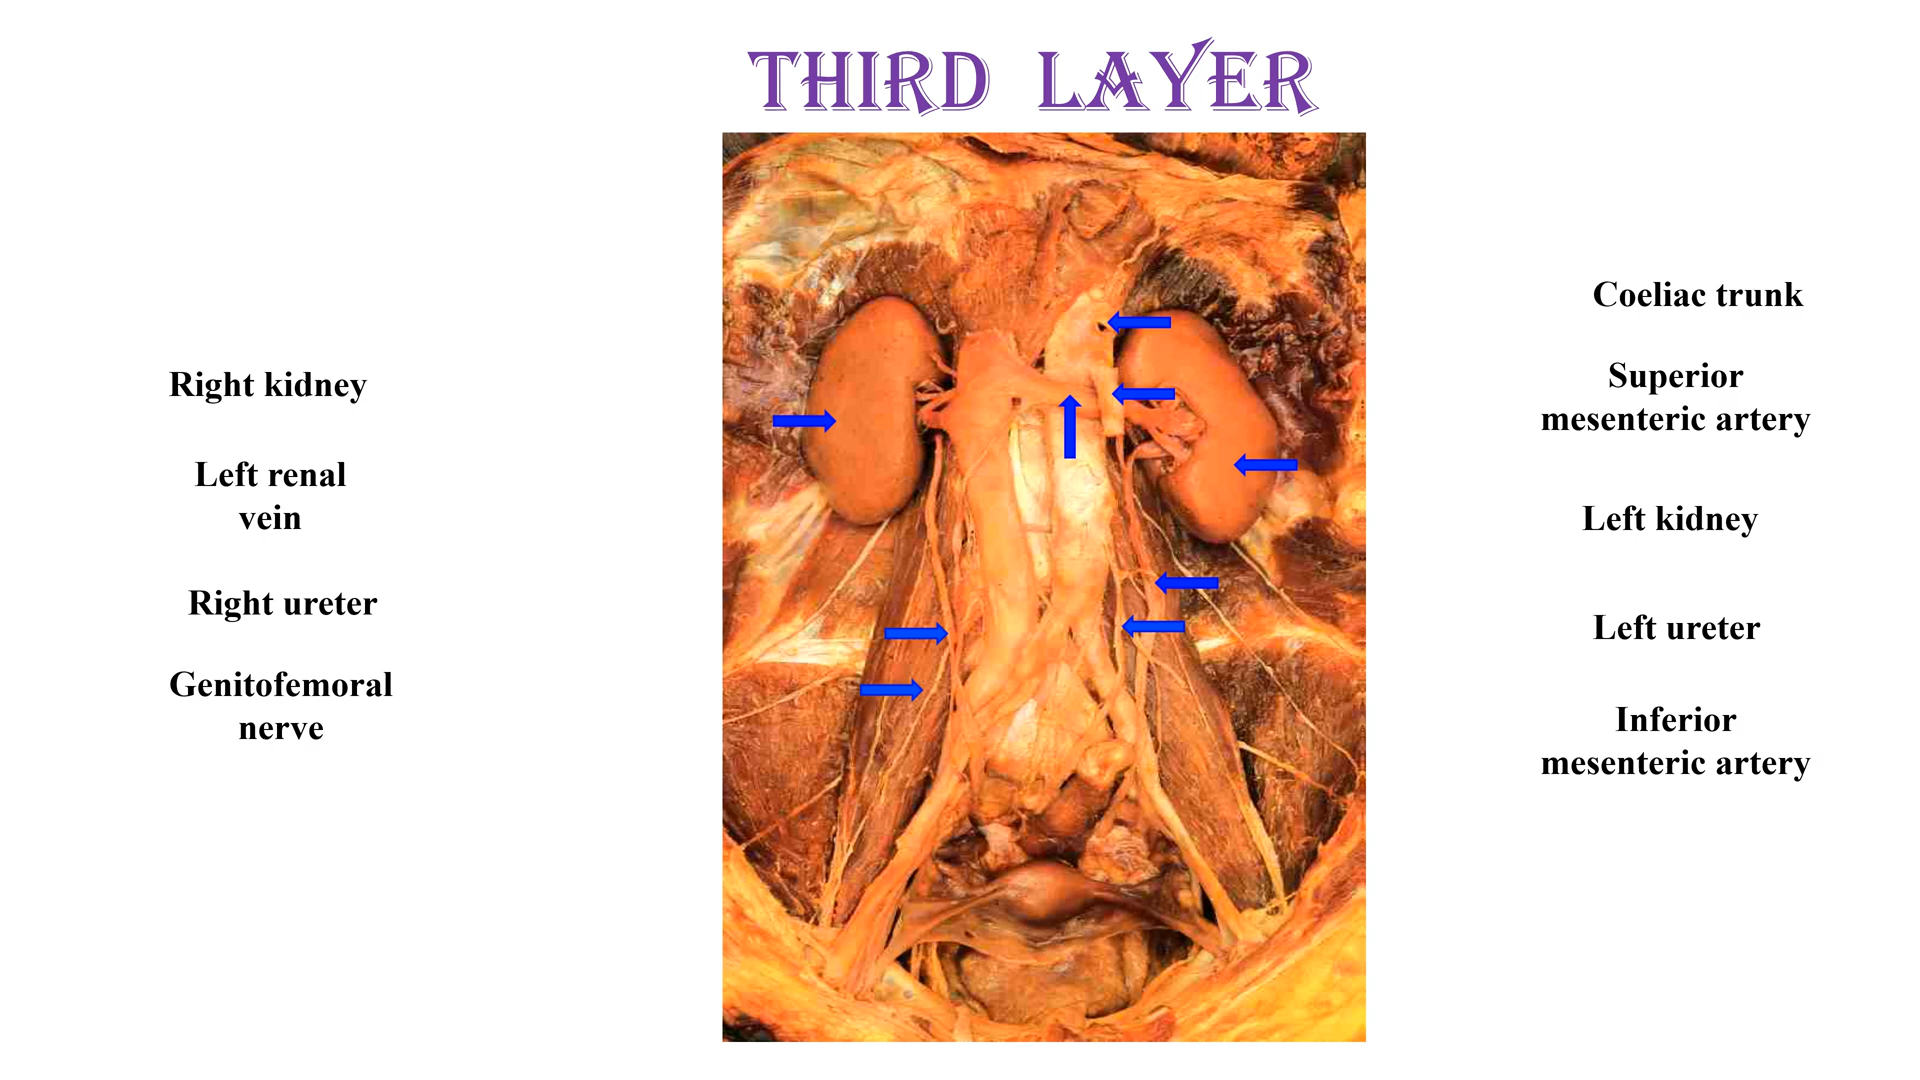 THIRD LAYER
Right kidney
Left renal
vein
Right ureter
Genitofemoral
nerve
Coeliac trunk
Superior
mesenteric artery
Left kidney
Left ureter
Inferior
mesenteric artery